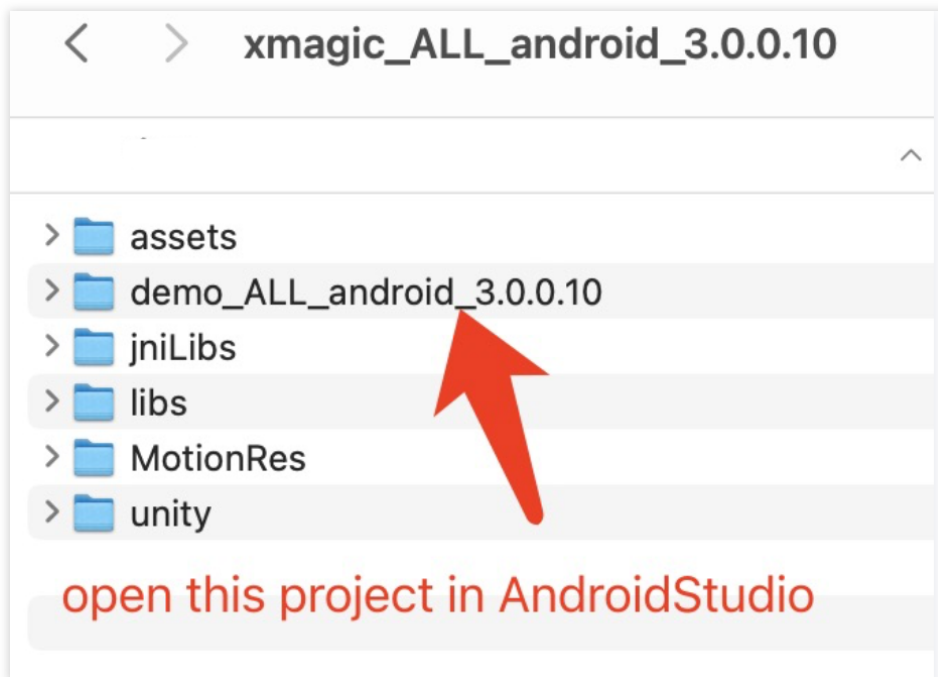 xmagic_ALL_android_3.0.0.10
assets
demo_ALL_android_3.0.0.10
jniLibs
libs
MotionRes
unity
open this project in AndroidStudio